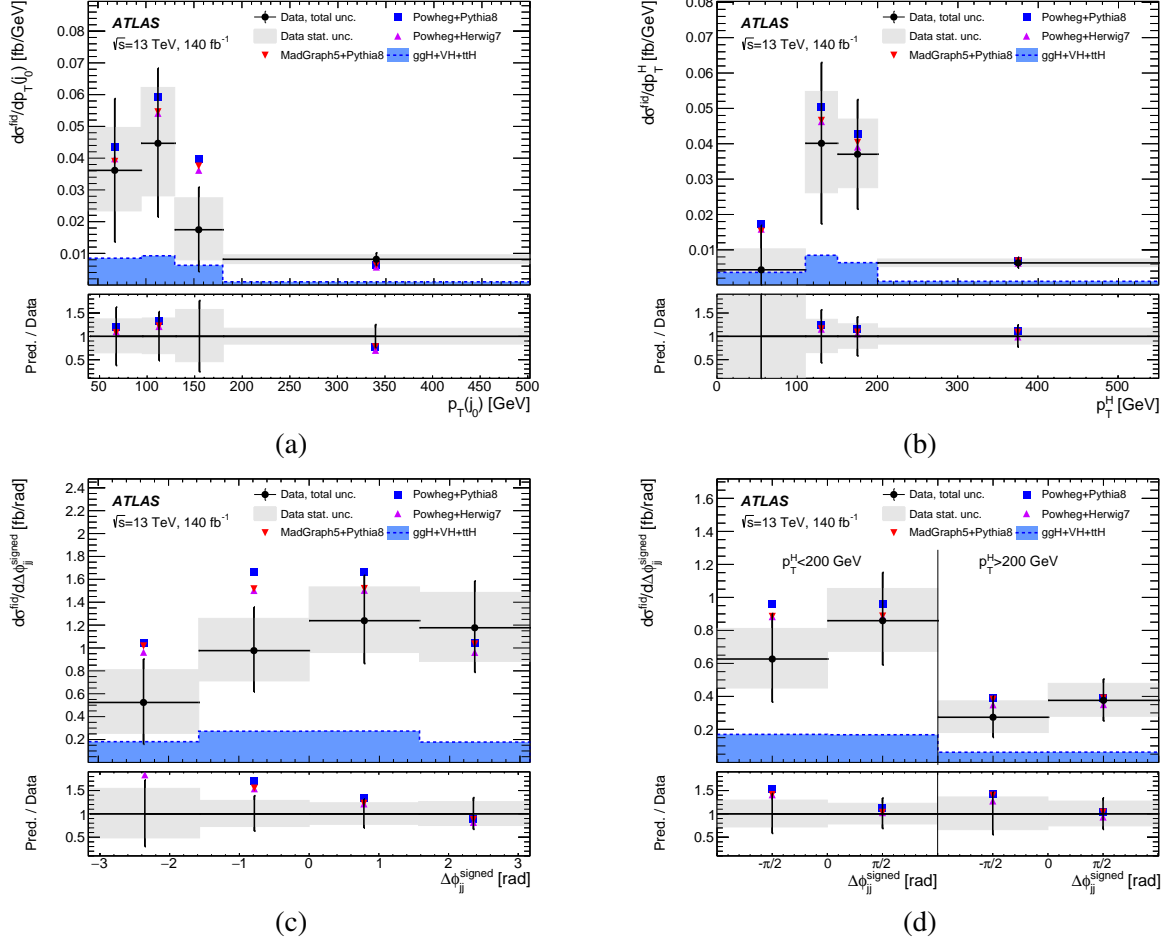 dσ^fid/dp_T(j_0) [fb/GeV]
ATLAS
√s=13 TeV, 140 fb⁻¹
Data, total unc.
Data stat. unc.
MadGraph5+Pythia8
Powheg+Pythia8
Powheg+Herwig7
ggH+VH+ttH
0.08
0.07
0.06
0.05
0.04
0.03
0.02
0.01
Pred. / Data
1.5
1
0.5
50 100 150 200 250 300 350 400 450 500
p_T(j_0) [GeV]
(a)
dσ^fid/dp_T^H [fb/GeV]
ATLAS
√s=13 TeV, 140 fb⁻¹
Data, total unc.
Data stat. unc.
MadGraph5+Pythia8
Powheg+Pythia8
Powheg+Herwig7
ggH+VH+ttH
0.08
0.07
0.06
0.05
0.04
0.03
0.02
0.01
Pred. / Data
1.5
1
0.5
0 100 200 300 400 500
p_T^H [GeV]
(b)
dσ^fid/dΔϕ_jj^signed [fb/rad]
ATLAS
√s=13 TeV, 140 fb⁻¹
Data, total unc.
Data stat. unc.
MadGraph5+Pythia8
Powheg+Pythia8
Powheg+Herwig7
ggH+VH+ttH
2.4
2.2
2
1.8
1.6
1.4
1.2
1
0.8
0.6
0.4
0.2
Pred. / Data
1.5
1
0.5
−3 −2 −1 0 1 2 3
Δϕ_jj^signed [rad]
(c)
dσ^fid/dΔϕ_jj^signed [fb/rad]
ATLAS
√s=13 TeV, 140 fb⁻¹
Data, total unc.
Data stat. unc.
MadGraph5+Pythia8
Powheg+Pythia8
Powheg+Herwig7
ggH+VH+ttH
p_T^H<200 GeV
p_T^H>200 GeV
1.6
1.4
1.2
1
0.8
0.6
0.4
0.2
Pred. / Data
1.5
1
0.5
-π/2 0 π/2 -π/2 0 π/2
Δϕ_jj^signed [rad] Δϕ_jj^signed [rad]
(d)